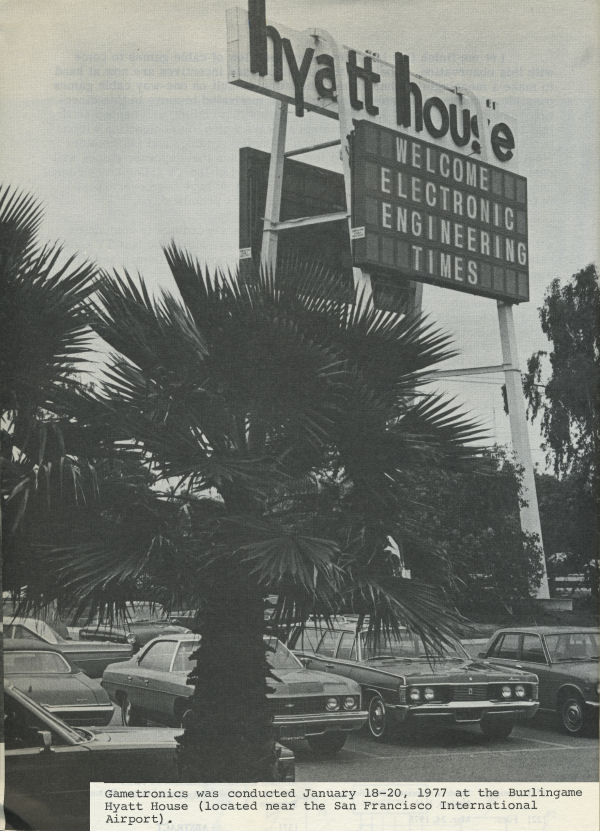 hyatt house
WELCOME
ELECTRONIC
ENGINEERING
TIMES
Gametronics was conducted January 18-20, 1977 at the Burlingame
Hyatt House (located near the San Francisco International
Airport).